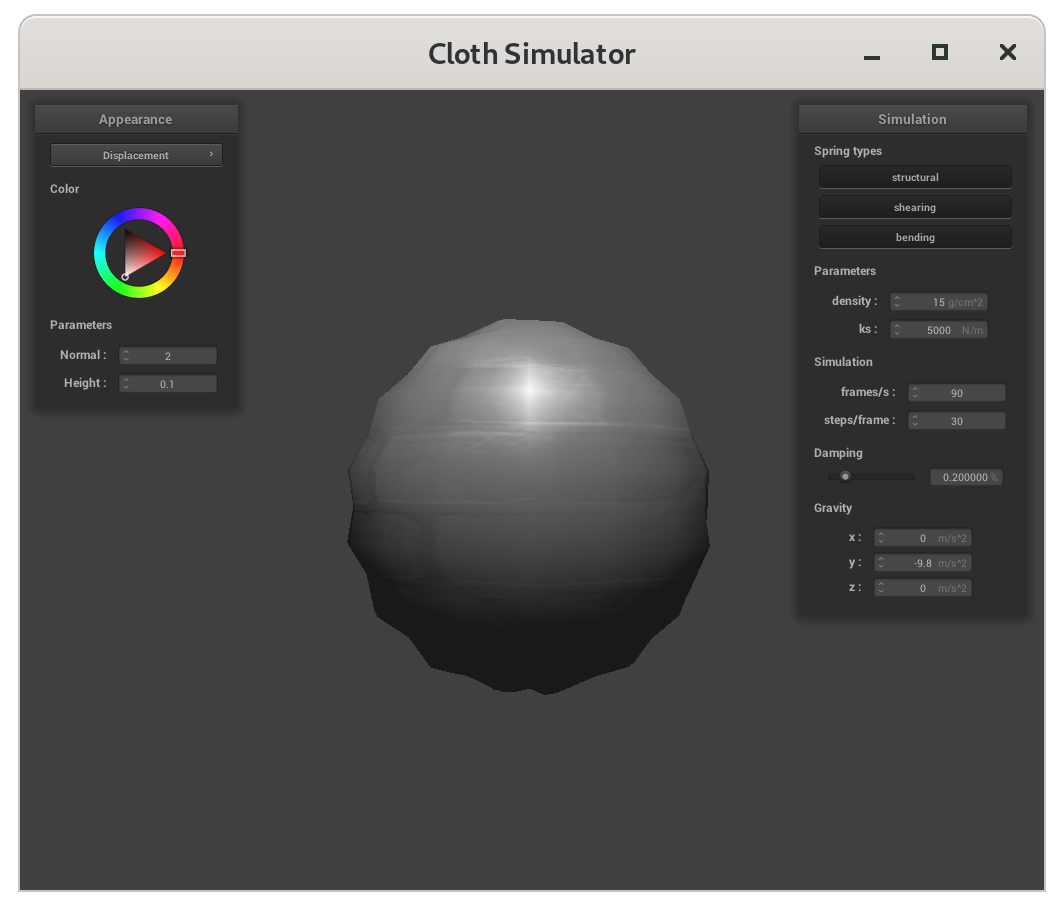 Cloth Simulator
Appearance
Displacement
Color
Parameters
Normal : 2
Height : 0.1
Simulation
Spring types
structural
shearing
bending
Parameters
density : 15 g/cm^2
ks : 5000 N/m
Simulation
frames/s : 90
steps/frame : 30
Damping
0.200000 %
Gravity
x : 0 m/s^2
y : -9.8 m/s^2
z : 0 m/s^2